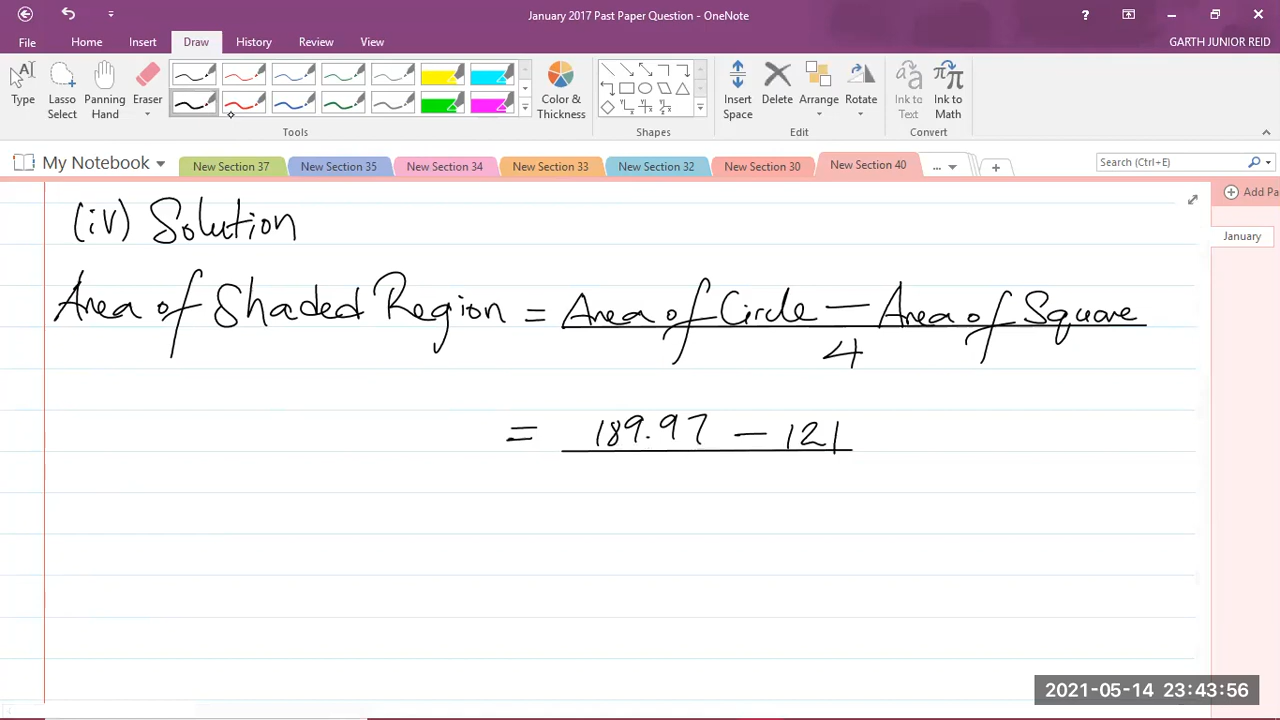 January 2017 Past Paper Question - OneNote
?
File Home Insert Draw History Review View GARTH JUNIOR REID
Type Lasso Select Panning Hand Eraser Color & Thickness Insert Space Delete Arrange Rotate Ink to Text Ink to Math
Tools Shapes Edit Convert
My Notebook New Section 37 New Section 35 New Section 34 New Section 33 New Section 32 New Section 30 New Section 40 ... Search (Ctrl+E)
Add Pa
January
(iv) Solution
Area of Shaded Region = Area of Circle — Area of Square
4
= 189.97 — 121
2021-05-14 23:43:56